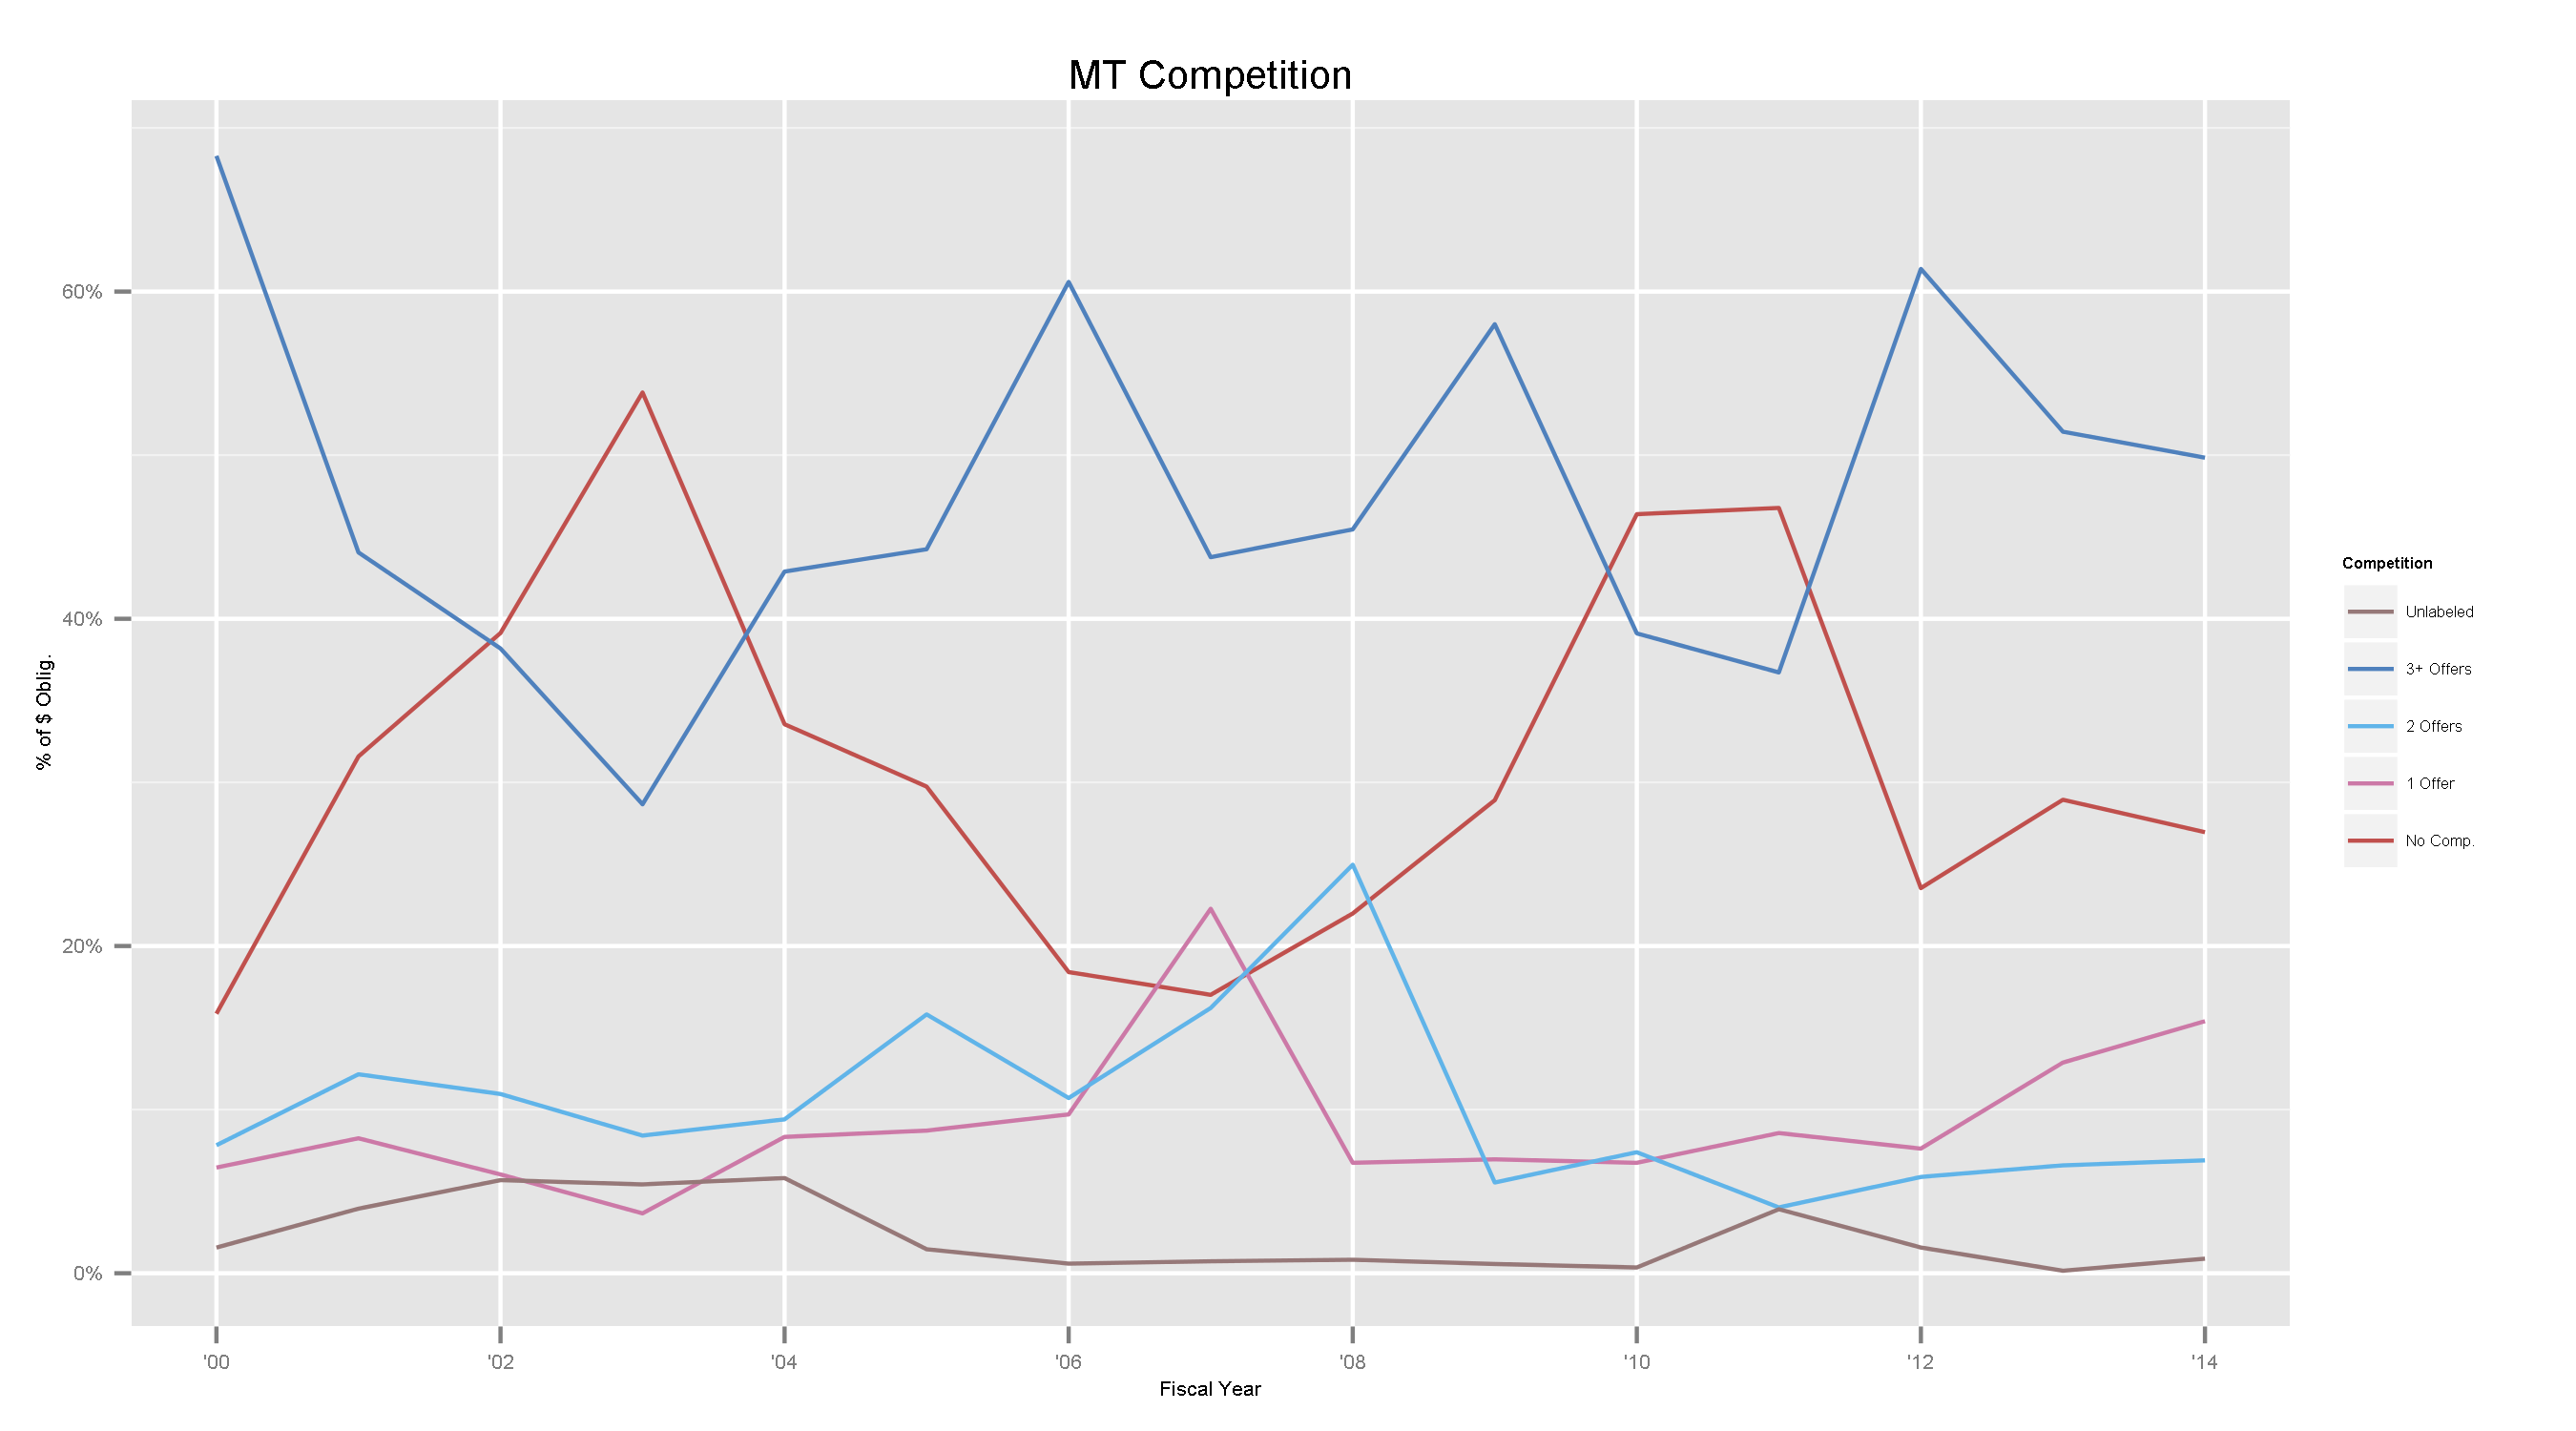 MT Competition
60%
40%
20%
0%
% of $ Oblig.
'00 '02 '04 '06 '08 '10 '12 '14
Fiscal Year
Competition
Unlabeled
3+ Offers
2 Offers
1 Offer
No Comp.